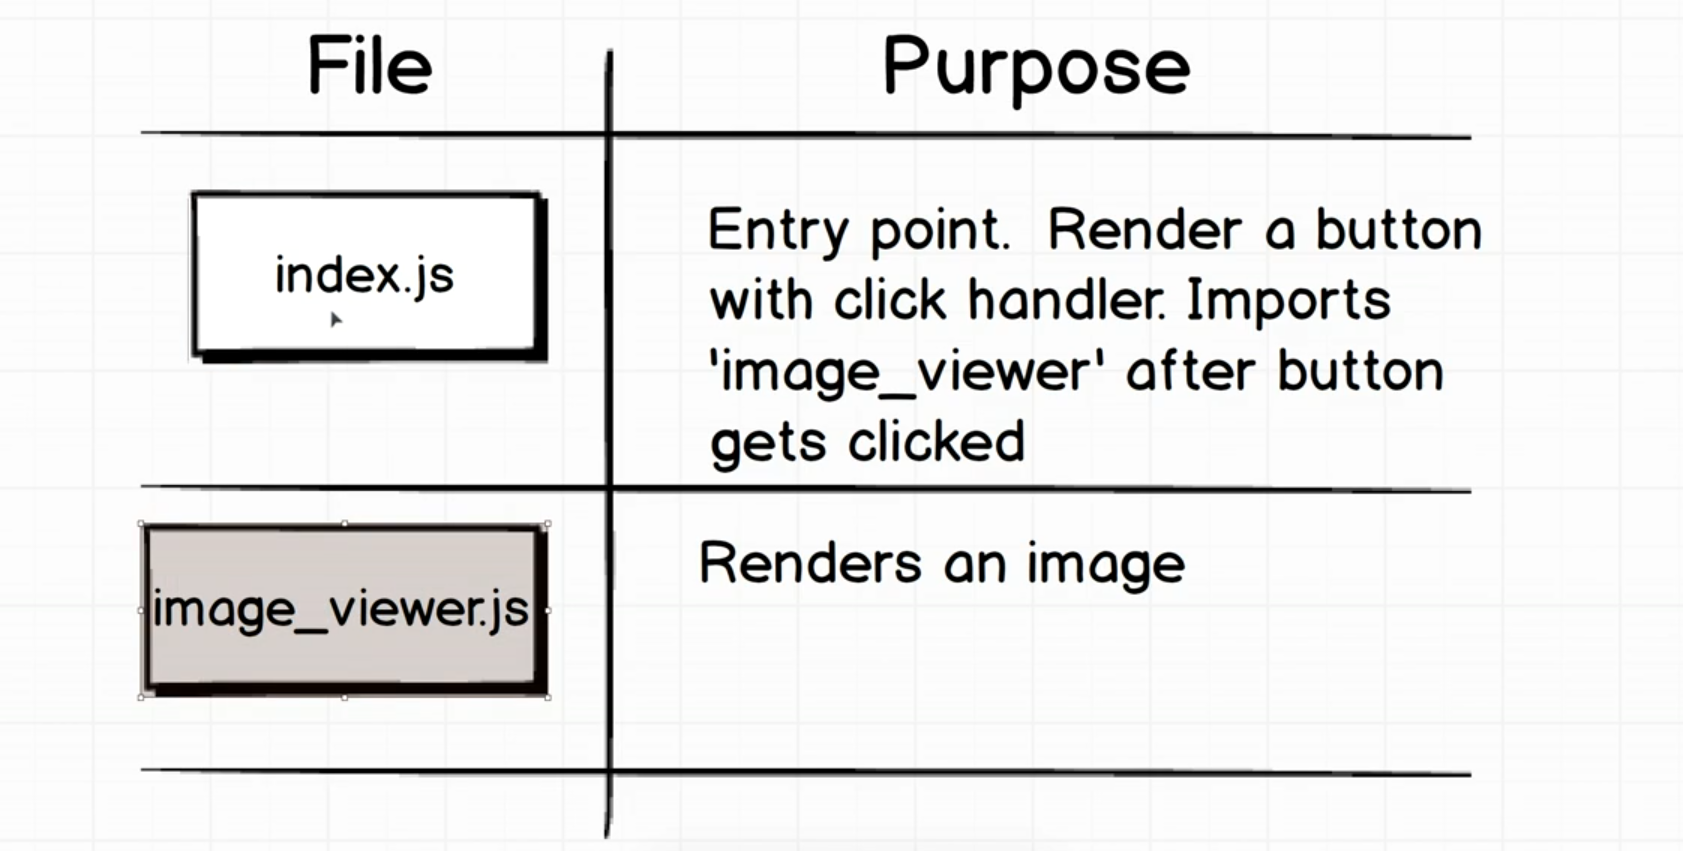 File
Purpose
index.js
Entry point.  Render a button
with click handler. Imports
'image_viewer' after button
gets clicked
image_viewer.js
Renders an image